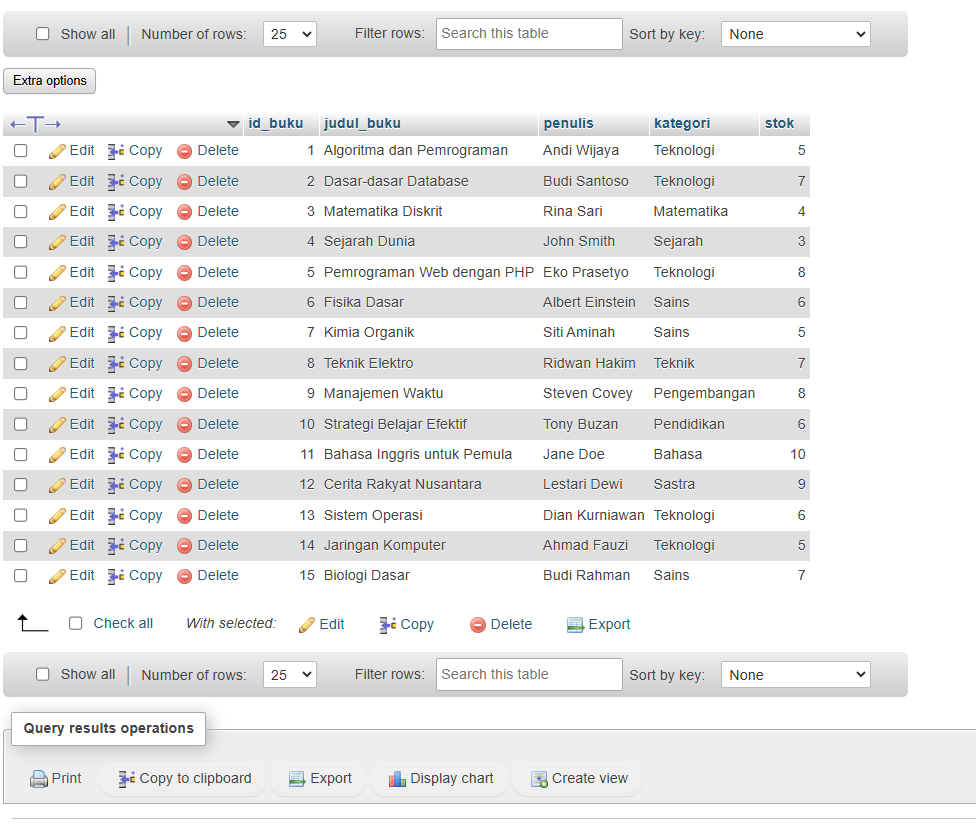 Show all Number of rows: 25 Filter rows: Search this table Sort by key: None
Extra options
←T→ id_buku judul_buku penulis kategori stok
Edit Copy Delete 1 Algoritma dan Pemrograman Andi Wijaya Teknologi 5
Edit Copy Delete 2 Dasar-dasar Database Budi Santoso Teknologi 7
Edit Copy Delete 3 Matematika Diskrit Rina Sari Matematika 4
Edit Copy Delete 4 Sejarah Dunia John Smith Sejarah 3
Edit Copy Delete 5 Pemrograman Web dengan PHP Eko Prasetyo Teknologi 8
Edit Copy Delete 6 Fisika Dasar Albert Einstein Sains 6
Edit Copy Delete 7 Kimia Organik Siti Aminah Sains 5
Edit Copy Delete 8 Teknik Elektro Ridwan Hakim Teknik 7
Edit Copy Delete 9 Manajemen Waktu Steven Covey Pengembangan 8
Edit Copy Delete 10 Strategi Belajar Efektif Tony Buzan Pendidikan 6
Edit Copy Delete 11 Bahasa Inggris untuk Pemula Jane Doe Bahasa 10
Edit Copy Delete 12 Cerita Rakyat Nusantara Lestari Dewi Sastra 9
Edit Copy Delete 13 Sistem Operasi Dian Kurniawan Teknologi 6
Edit Copy Delete 14 Jaringan Komputer Ahmad Fauzi Teknologi 5
Edit Copy Delete 15 Biologi Dasar Budi Rahman Sains 7
Check all With selected: Edit Copy Delete Export
Show all Number of rows: 25 Filter rows: Search this table Sort by key: None
Query results operations
Print Copy to clipboard Export Display chart Create view